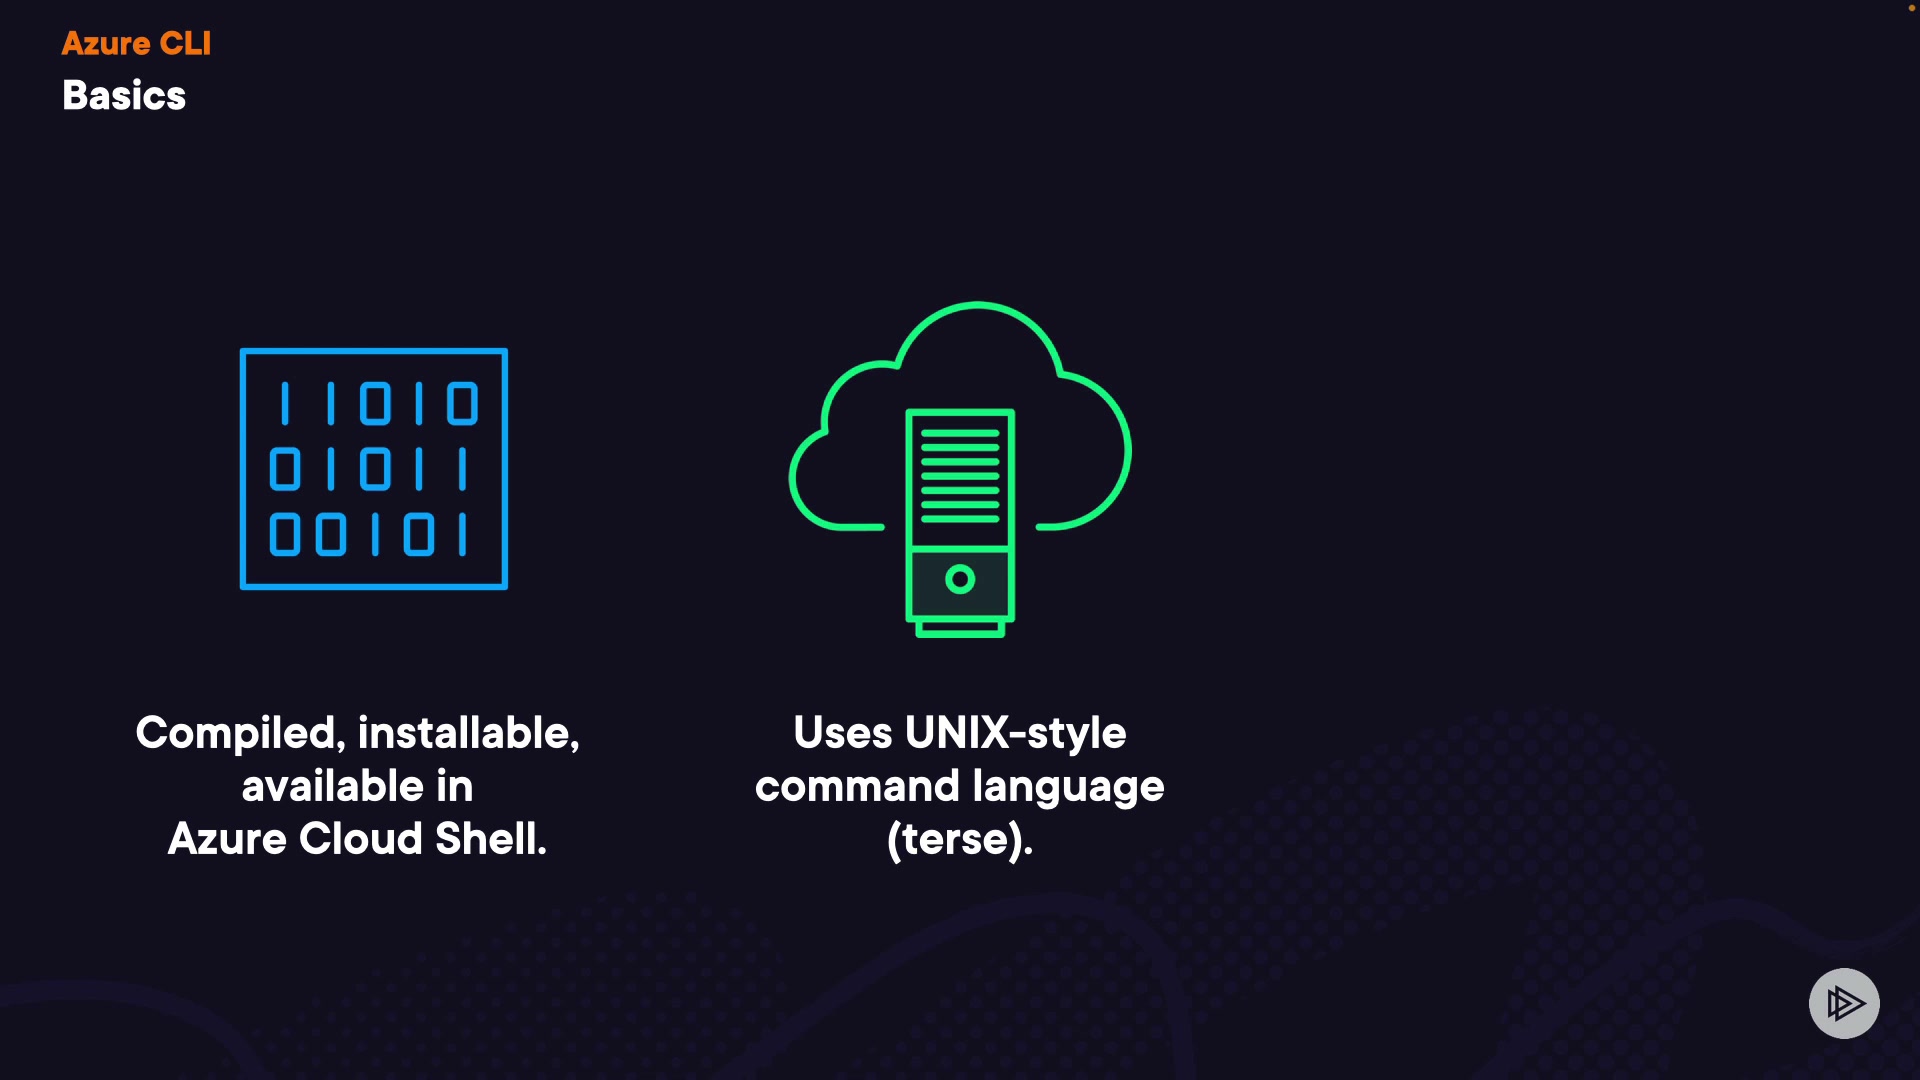 Azure CLI
Basics
11010
01011
00101
Compiled, installable,
available in
Azure Cloud Shell.
Uses UNIX-style
command language
(terse).